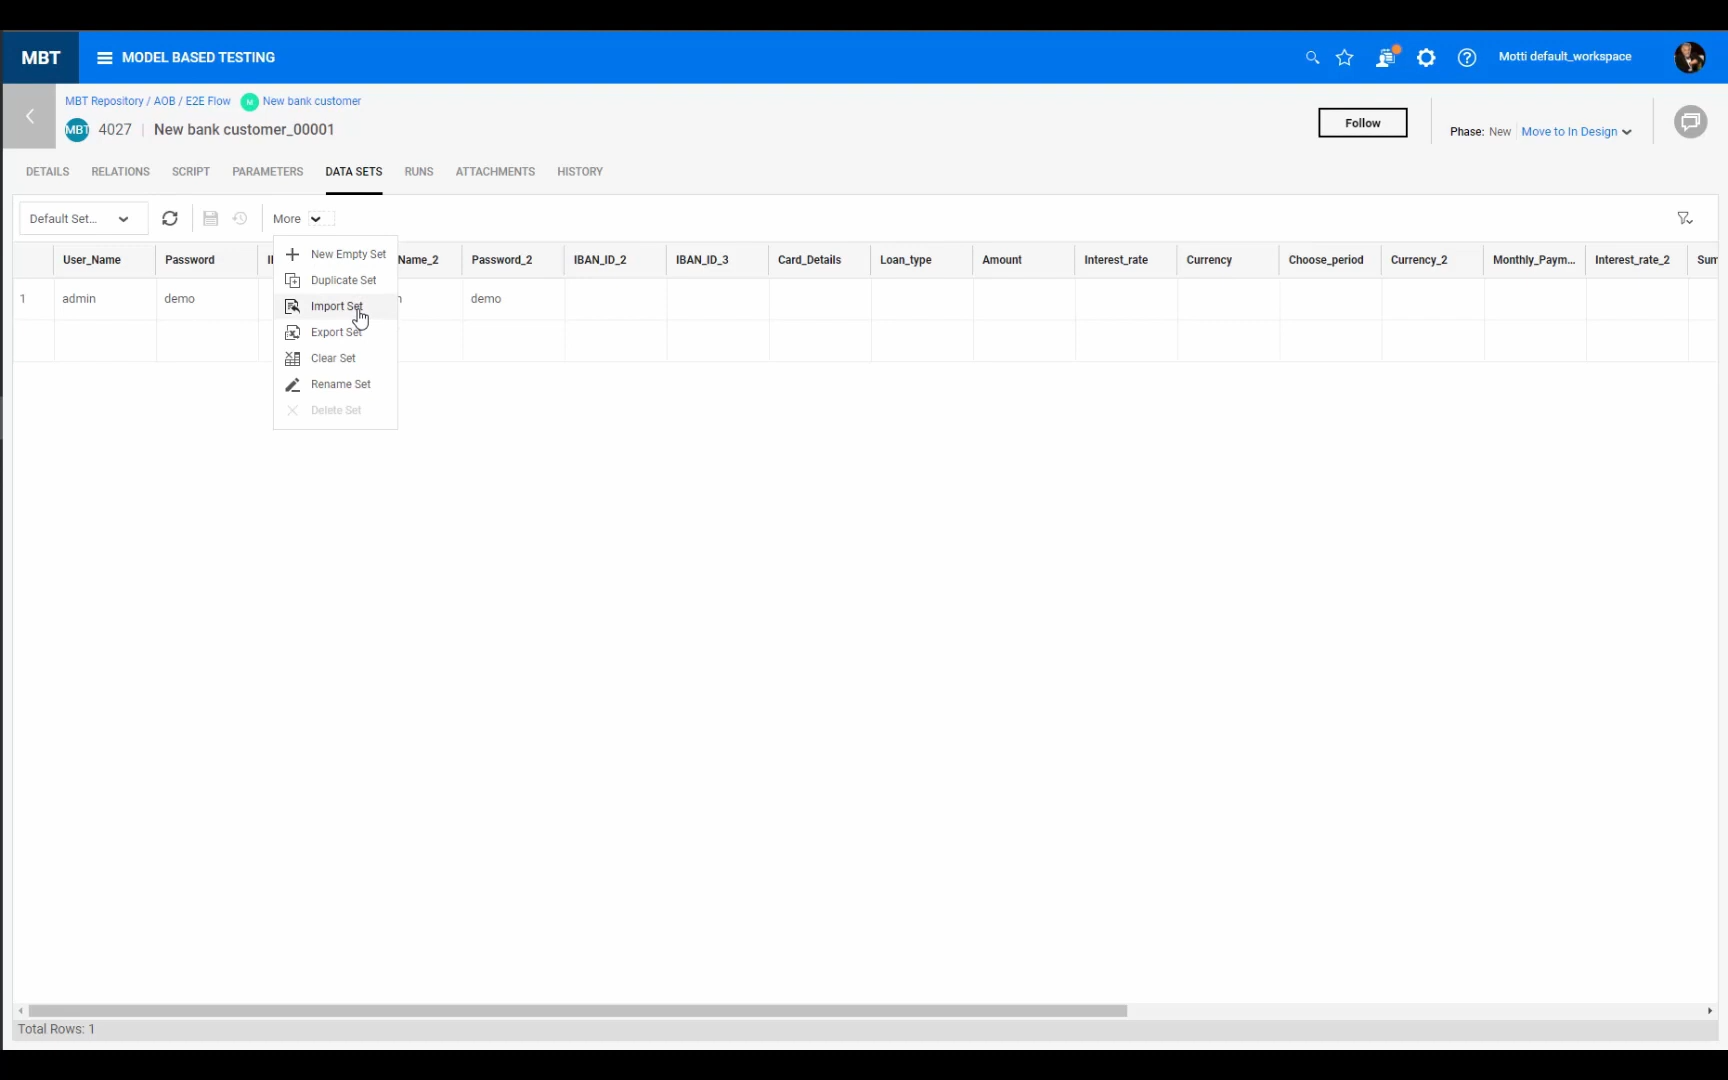 MBT MODEL BASED TESTING Motti default_workspace
MBT Repository / AOB / E2E Flow N New bank customer
MBT 4027 New bank customer_00001
Follow
Phase: New Move to In Design
DETAILS RELATIONS SCRIPT PARAMETERS DATA SETS RUNS ATTACHMENTS HISTORY
Default Set... More
User_Name Password Name_2 Password_2 IBAN_ID_2 IBAN_ID_3 Card_Details Loan_type Amount Interest_rate Currency Choose_period Currency_2 Monthly_Paym... Interest_rate_2 Sum
1 admin demo demo
New Empty Set
Duplicate Set
Import Set
Export Set
Clear Set
Rename Set
Delete Set
Total Rows: 1